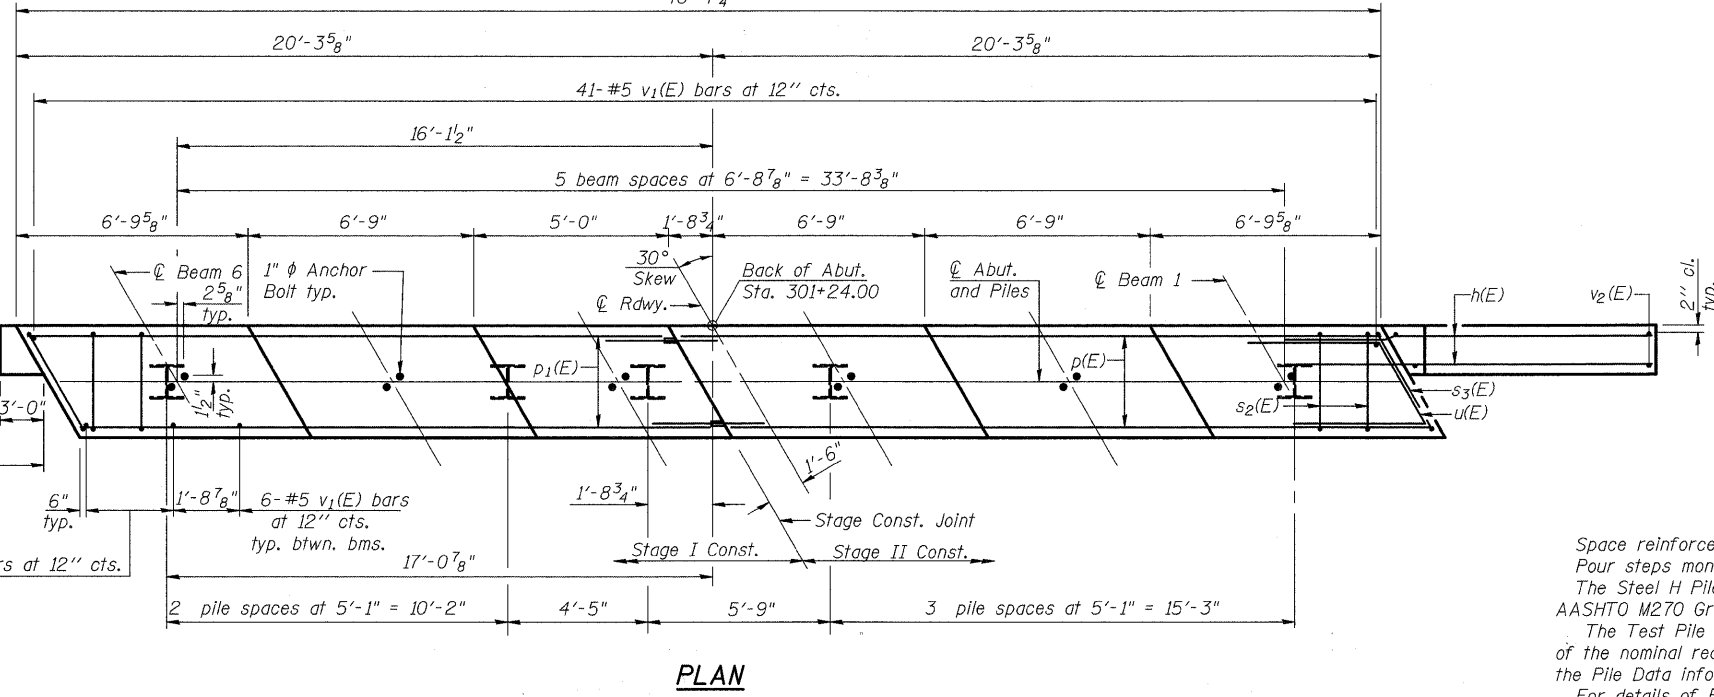 20'-3⅝" 20'-3⅝"
41-#5 v₁(E) bars at 12" cts.
16'-1½"
5 beam spaces at 6'-8⅞" = 33'-8⅜"
6'-9⅝" 6'-9" 5'-0" 1'-8¾" 6'-9" 6'-9" 6'-9⅝"
℄ Beam 6
2⅝"
typ.
1" ϕ Anchor
Bolt typ.
30°
Skew
℄ Rdwy.
Back of Abut.
Sta. 301+24.00
℄ Abut.
and Piles
℄ Beam 1
h(E)
v₂(E)
2" cl.
typ.
p₁(E)
p(E)
1½"
typ.
3'-0"
s₂(E)
s₃(E)
u(E)
1'-6"
6"
typ.
1'-8⅞"
6-#5 v₁(E) bars
at 12" cts.
typ. btwn. bms.
1'-8¾"
Stage Const. Joint
Stage I Const. Stage II Const.
rs at 12" cts.
17'-0⅞"
2 pile spaces at 5'-1" = 10'-2" 4'-5" 5'-9" 3 pile spaces at 5'-1" = 15'-3"
PLAN
Space reinforce
Pour steps mon
The Steel H Pile
AASHTO M270 Gr
The Test Pile
of the nominal re
the Pile Data info
For details of